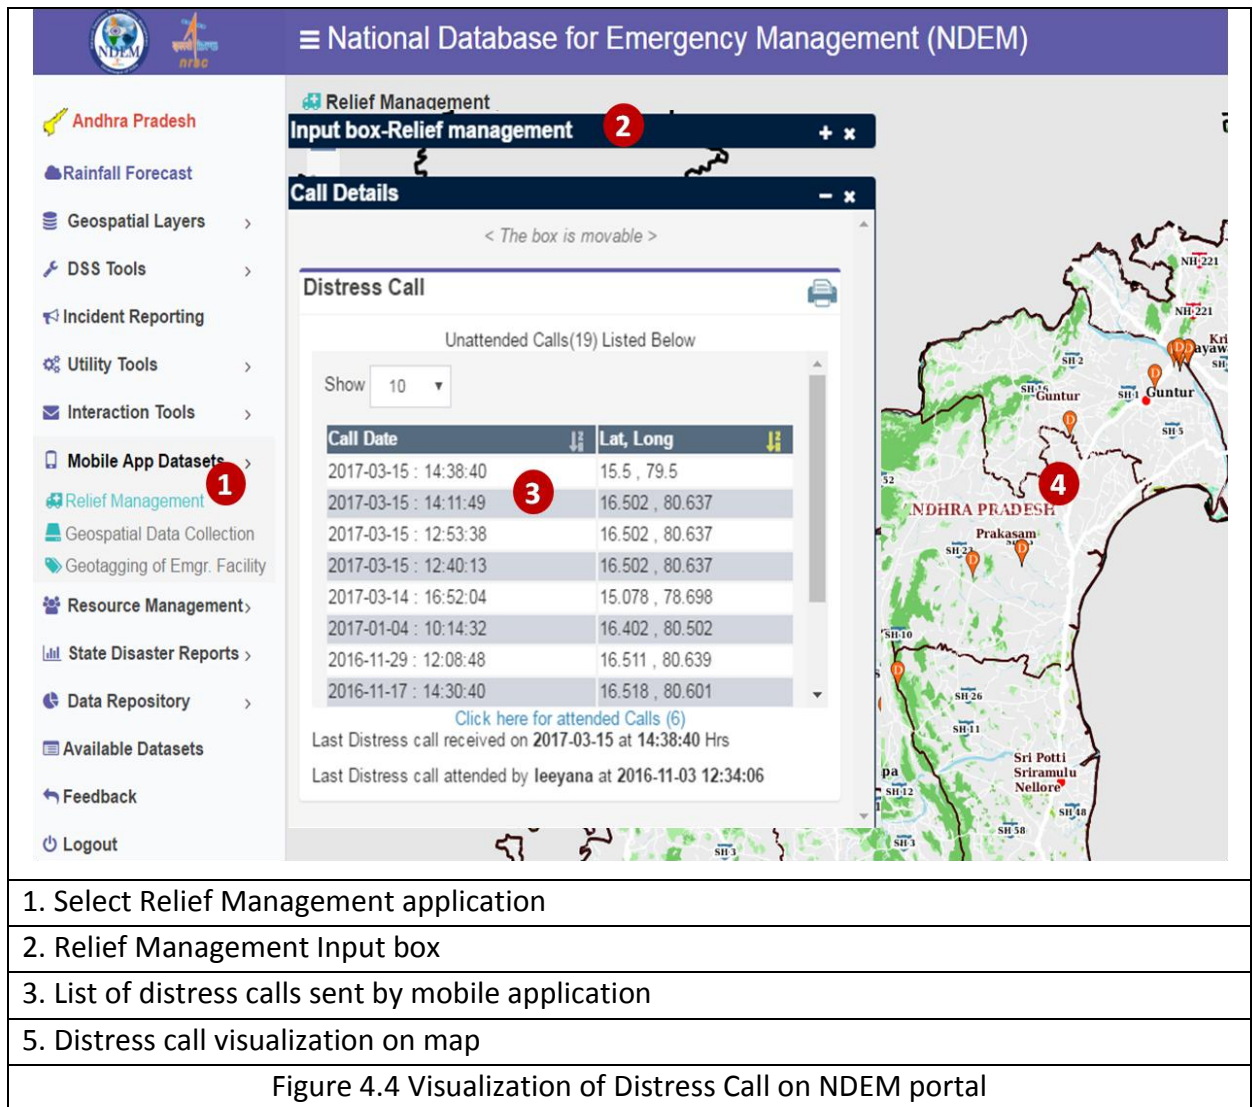 NDEM
nrsc
≡ National Database for Emergency Management (NDEM)
Andhra Pradesh
Rainfall Forecast
Geospatial Layers >
DSS Tools >
Incident Reporting
Utility Tools >
Interaction Tools >
Mobile App Datasets >
1
Relief Management
Geospatial Data Collection
Geotagging of Emgr. Facility
Resource Management >
State Disaster Reports >
Data Repository >
Available Datasets
Feedback
Logout
Relief Management
Input box-Relief management 2 + x
Call Details - x
< The box is movable >
Distress Call
Unattended Calls(19) Listed Below
Show 10
Call Date Lat, Long
2017-03-15 : 14:38:40 15.5 , 79.5
2017-03-15 : 14:11:49 16.502 , 80.637
3
2017-03-15 : 12:53:38 16.502 , 80.637
2017-03-15 : 12:40:13 16.502 , 80.637
2017-03-14 : 16:52:04 15.078 , 78.698
2017-01-04 : 10:14:32 16.402 , 80.502
2016-11-29 : 12:08:48 16.511 , 80.639
2016-11-17 : 14:30:40 16.518 , 80.601
Click here for attended Calls (6)
Last Distress call received on 2017-03-15 at 14:38:40 Hrs
Last Distress call attended by leeyana at 2016-11-03 12:34:06
NH 221
NH 221
Kri
ayaw
SH
SH 2
SH 16
Guntur
SH 1
Guntur
D
SH 5
52
4
NDHRA PRADESH
Prakasam
SH 23
D
D
SH 10
D
SH 26
SH 11
Sri Potti
Sriramulu
Nellore
pa
SH 12
SH 48
SH 58
SH 3
SH 3
1. Select Relief Management application
2. Relief Management Input box
3. List of distress calls sent by mobile application
5. Distress call visualization on map
Figure 4.4 Visualization of Distress Call on NDEM portal